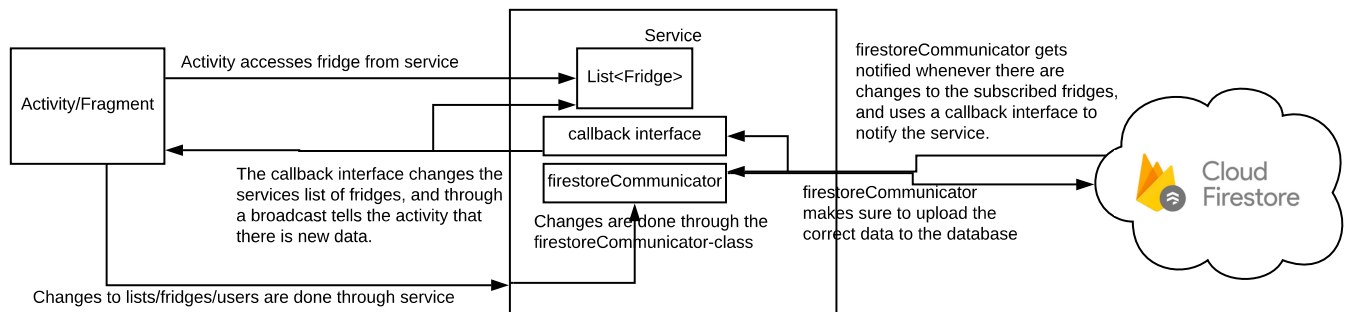 Service
Activity accesses fridge from service
List<Fridge>
Activity/Fragment
callback interface
firestoreCommunicator
The callback interface changes the
services list of fridges, and through
a broadcast tells the activity that
there is new data.
Changes are done through the
firestoreCommunicator-class
Changes to lists/fridges/users are done through service
firestoreCommunicator gets
notified whenever there are
changes to the subscribed fridges,
and uses a callback interface to
notify the service.
firestoreCommunicator
makes sure to upload the
correct data to the database
Cloud
Firestore